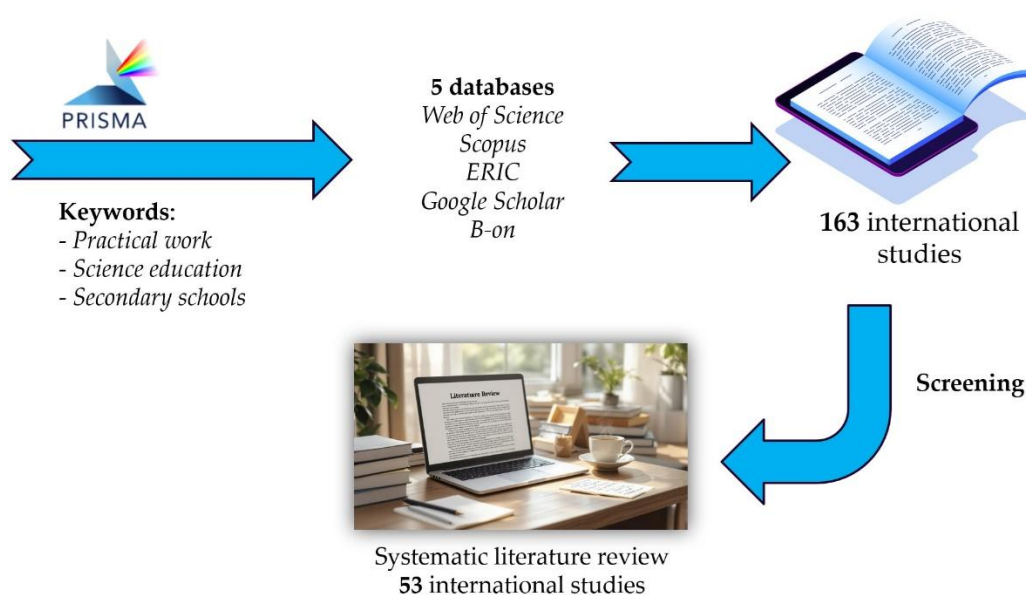 PRISMA
Keywords:
- Practical work
- Science education
- Secondary schools
5 databases
Web of Science
Scopus
ERIC
Google Scholar
B-on
163 international
studies
Screening
Literature Review
Systematic literature review
53 international studies